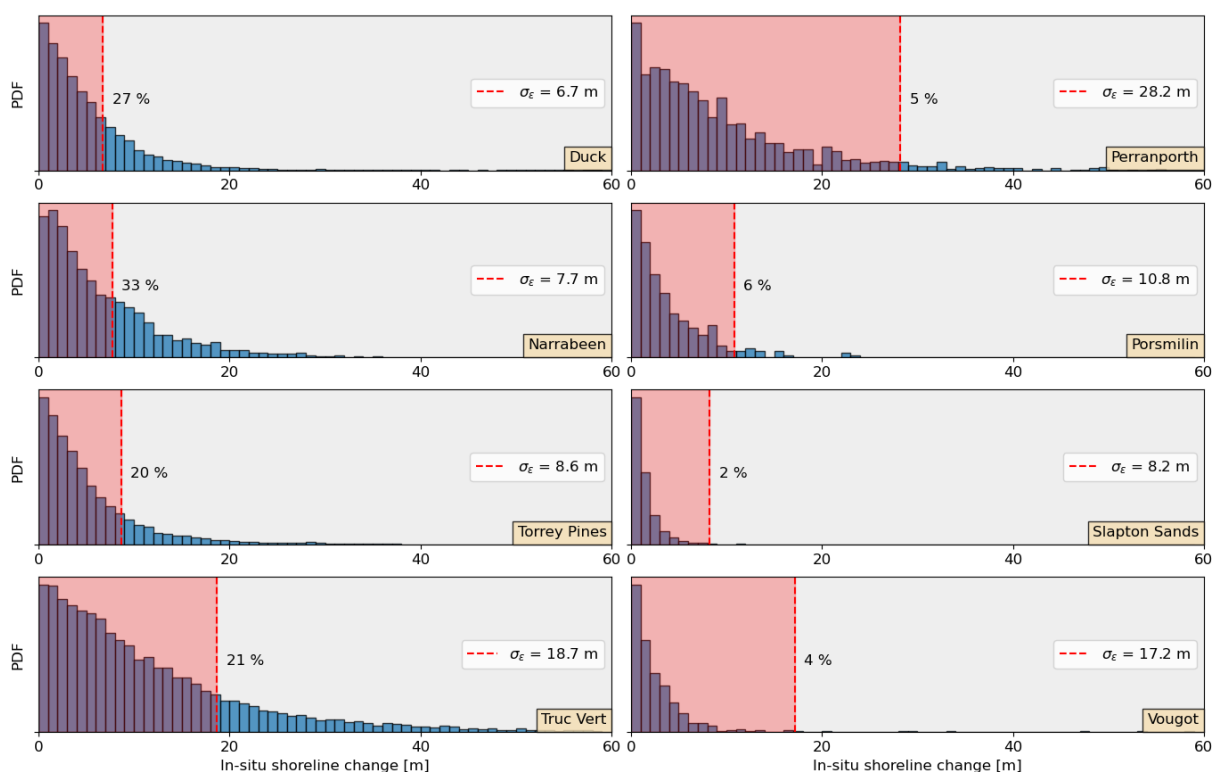 PDF
27 %
σε = 6.7 m
Duck
0 20 40 60
5 %
σε = 28.2 m
Perranporth
0 20 40 60
PDF
33 %
σε = 7.7 m
Narrabeen
0 20 40 60
6 %
σε = 10.8 m
Porsmilin
0 20 40 60
PDF
20 %
σε = 8.6 m
Torrey Pines
0 20 40 60
2 %
σε = 8.2 m
Slapton Sands
0 20 40 60
PDF
21 %
σε = 18.7 m
Truc Vert
0 20 40 60
In-situ shoreline change [m]
4 %
σε = 17.2 m
Vougot
0 20 40 60
In-situ shoreline change [m]